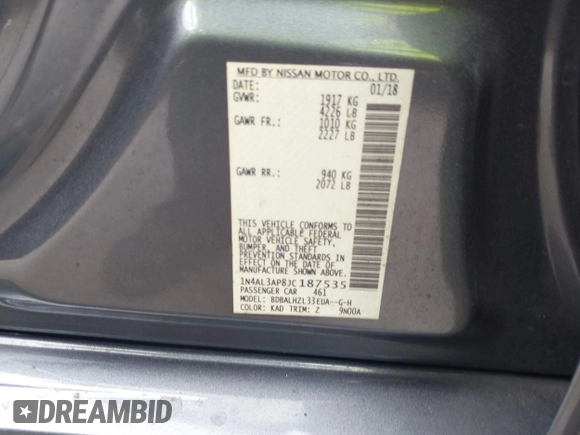 MFD BY NISSAN MOTOR CO., LTD.
DATE: 01/18
GVWR: 1917 KG
4226 LB
GAWR FR.: 1010 KG
2227 LB
GAWR RR.: 940 KG
2072 LB
THIS VEHICLE CONFORMS TO
ALL APPLICABLE FEDERAL
MOTOR VEHICLE SAFETY,
BUMPER, AND THEFT
PREVENTION STANDARDS IN
EFFECT ON THE DATE OF
MANUFACTURE SHOWN ABOVE.
1N4AL3AP8JC187535
PASSENGER CAR 461
MODEL: BDBALHZL33EUA--G-H
COLOR: KAD TRIM: Z 9N00A
DREAMBID